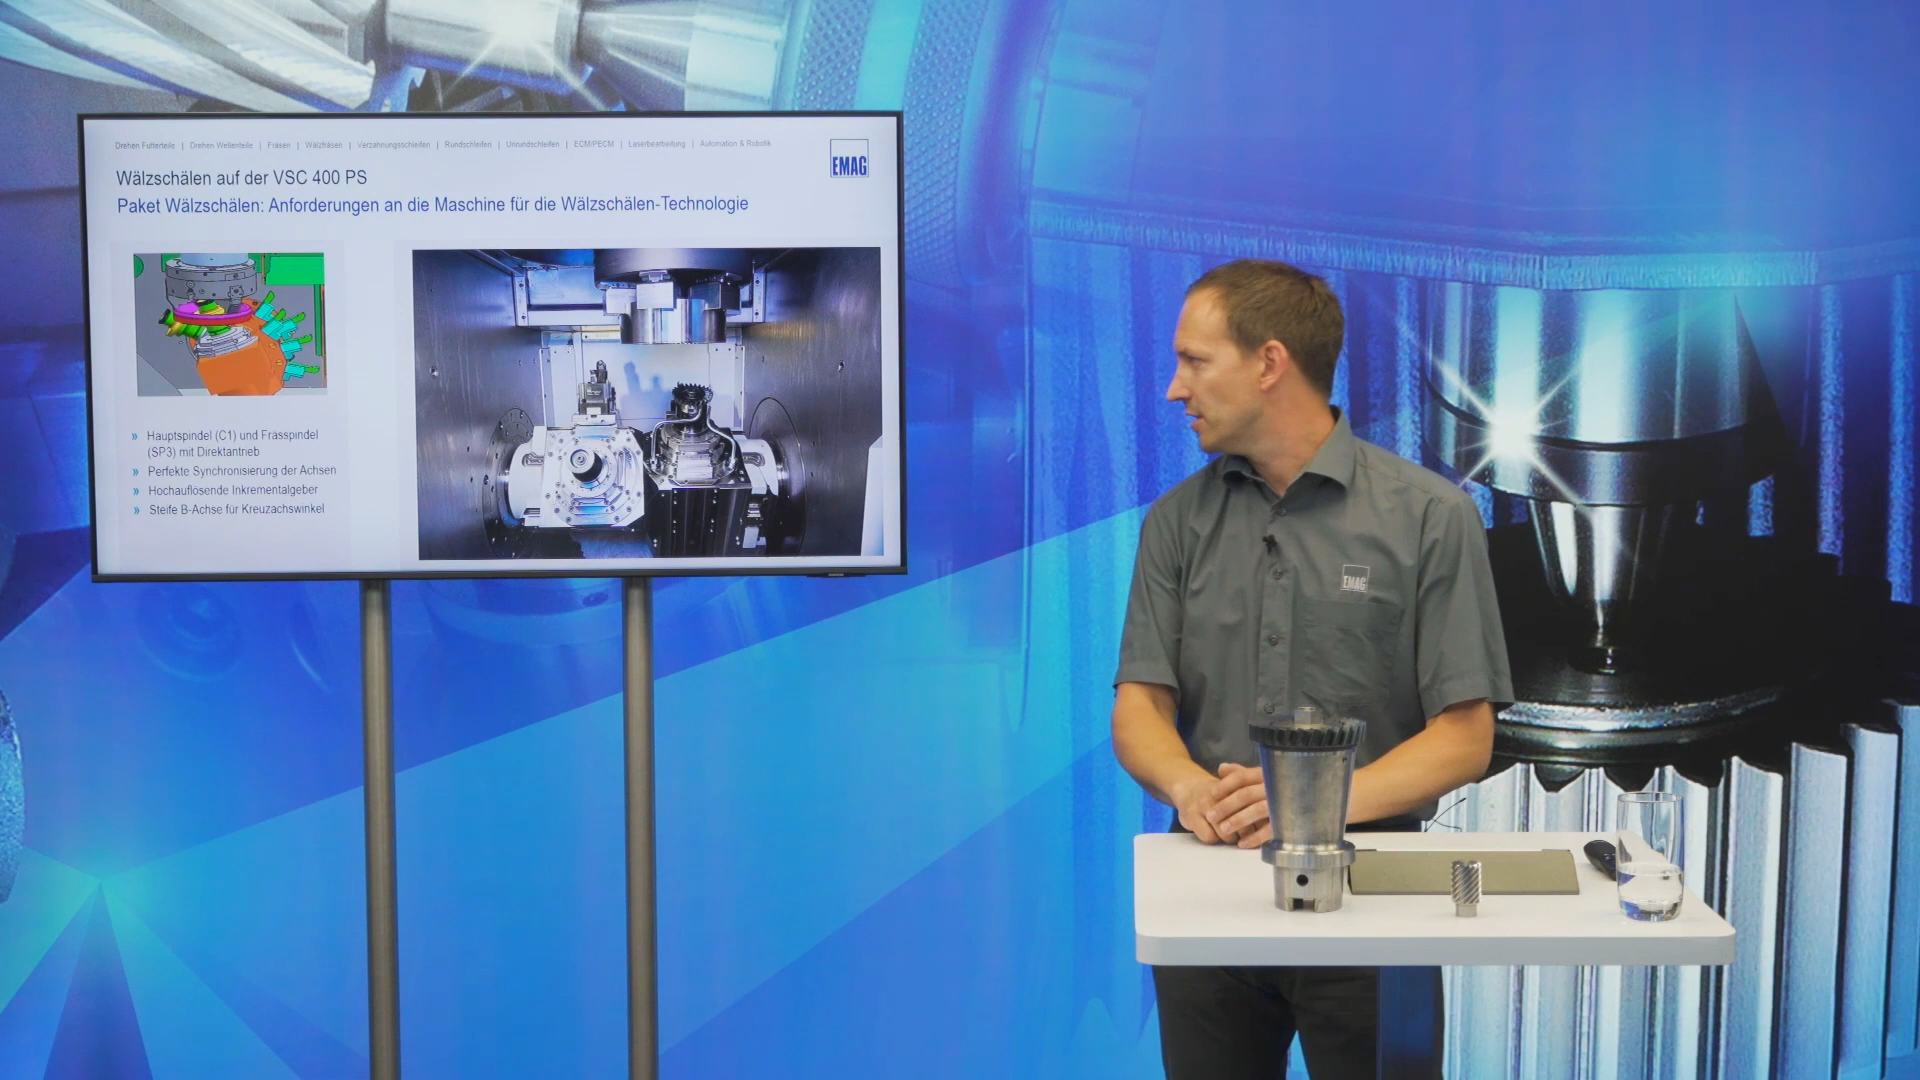 Drehen Futterteile | Drehen Wellenteile | Fräsen | Wälzfräsen | Verzahnungsschleifen | Rundschleifen | Unrundschleifen | ECM/PECM | Laserbearbeitung | Automation & Robotik
EMAG
Wälzschälen auf der VSC 400 PS
Paket Wälzschälen: Anforderungen an die Maschine für die Wälzschälen-Technologie
» Hauptspindel (C1) und Frässpindel
(SP3) mit Direktantrieb
» Perfekte Synchronisierung der Achsen
» Hochauflösende Inkrementalgeber
» Steife B-Achse für Kreuzachswinkel
EMAG